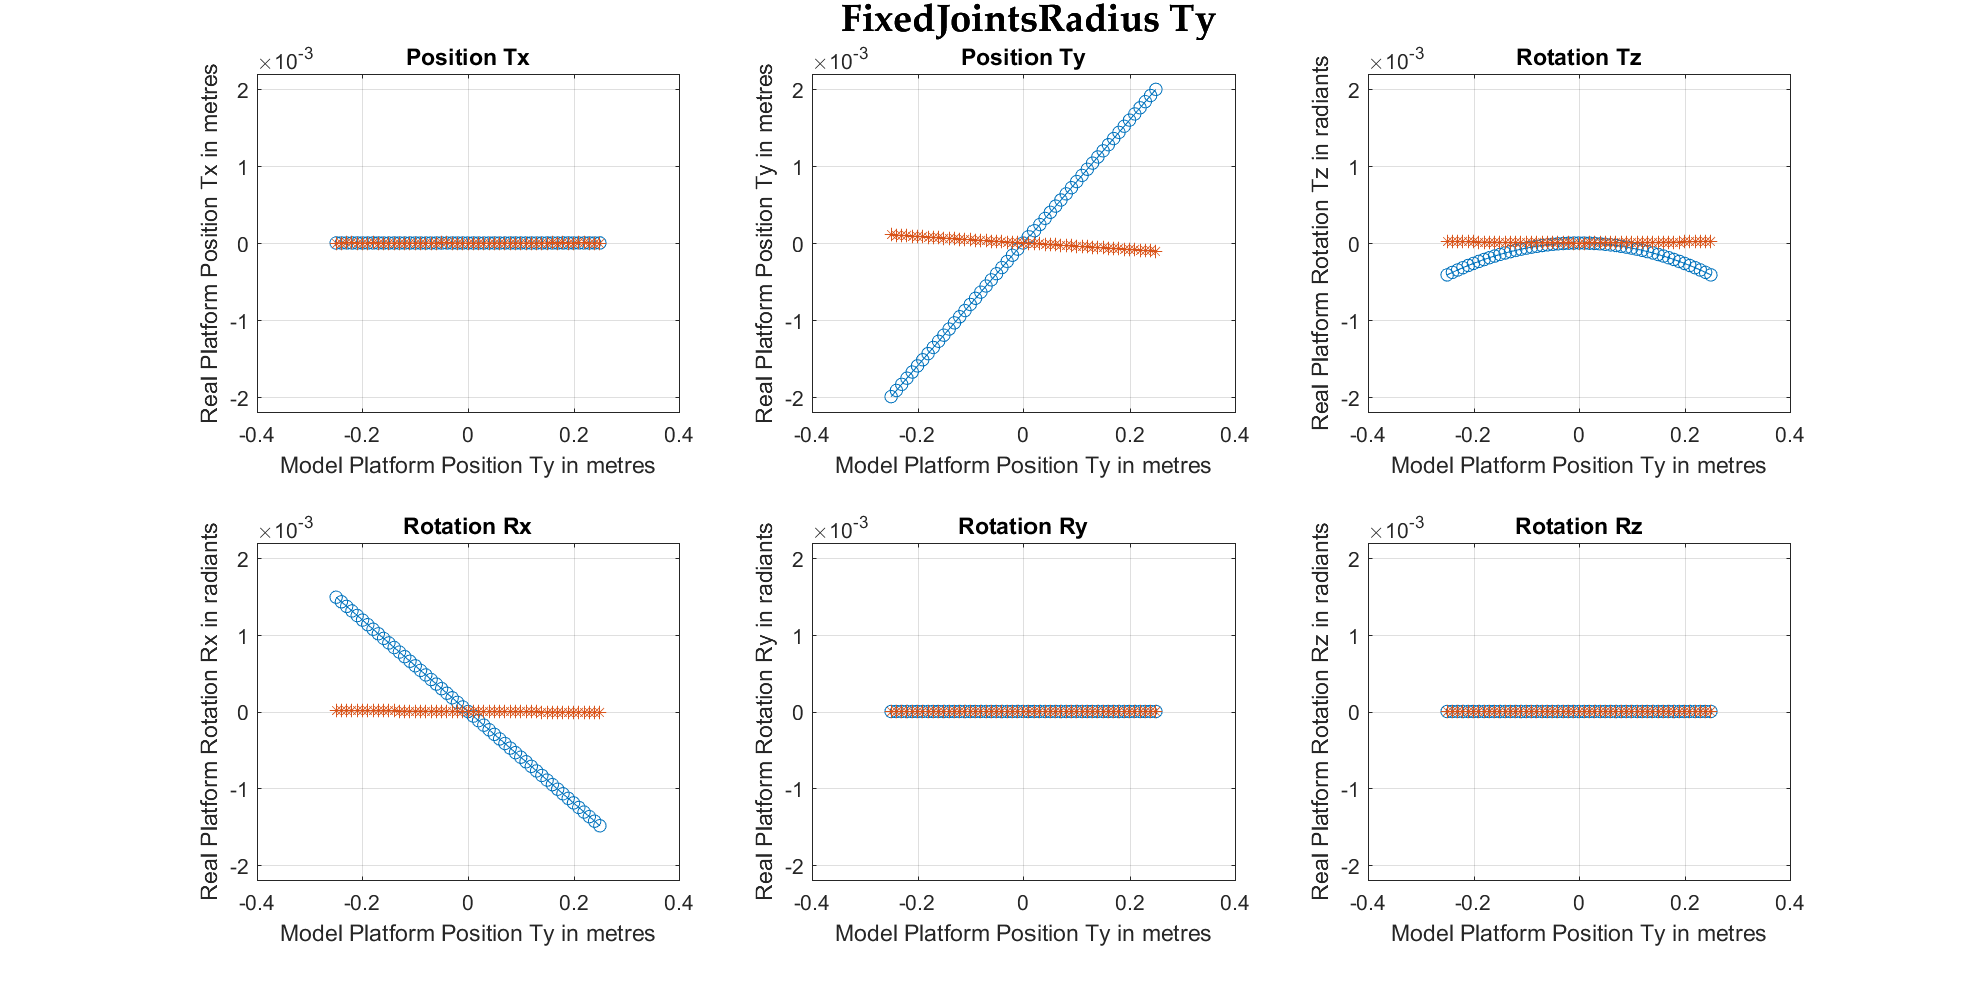 FixedJointsRadius Ty
Position Tx
×10-3
Real Platform Position Tx in metres
2
1
0
-1
-2
-0.4 -0.2 0 0.2 0.4
Model Platform Position Ty in metres
Position Ty
×10-3
Real Platform Position Ty in metres
2
1
0
-1
-2
-0.4 -0.2 0 0.2 0.4
Model Platform Position Ty in metres
Rotation Tz
×10-3
Real Platform Rotation Tz in radiants
2
1
0
-1
-2
-0.4 -0.2 0 0.2 0.4
Model Platform Position Ty in metres
Rotation Rx
×10-3
Real Platform Rotation Rx in radiants
2
1
0
-1
-2
-0.4 -0.2 0 0.2 0.4
Model Platform Position Ty in metres
Rotation Ry
×10-3
Real Platform Rotation Ry in radiants
2
1
0
-1
-2
-0.4 -0.2 0 0.2 0.4
Model Platform Position Ty in metres
Rotation Rz
×10-3
Real Platform Rotation Rz in radiants
2
1
0
-1
-2
-0.4 -0.2 0 0.2 0.4
Model Platform Position Ty in metres